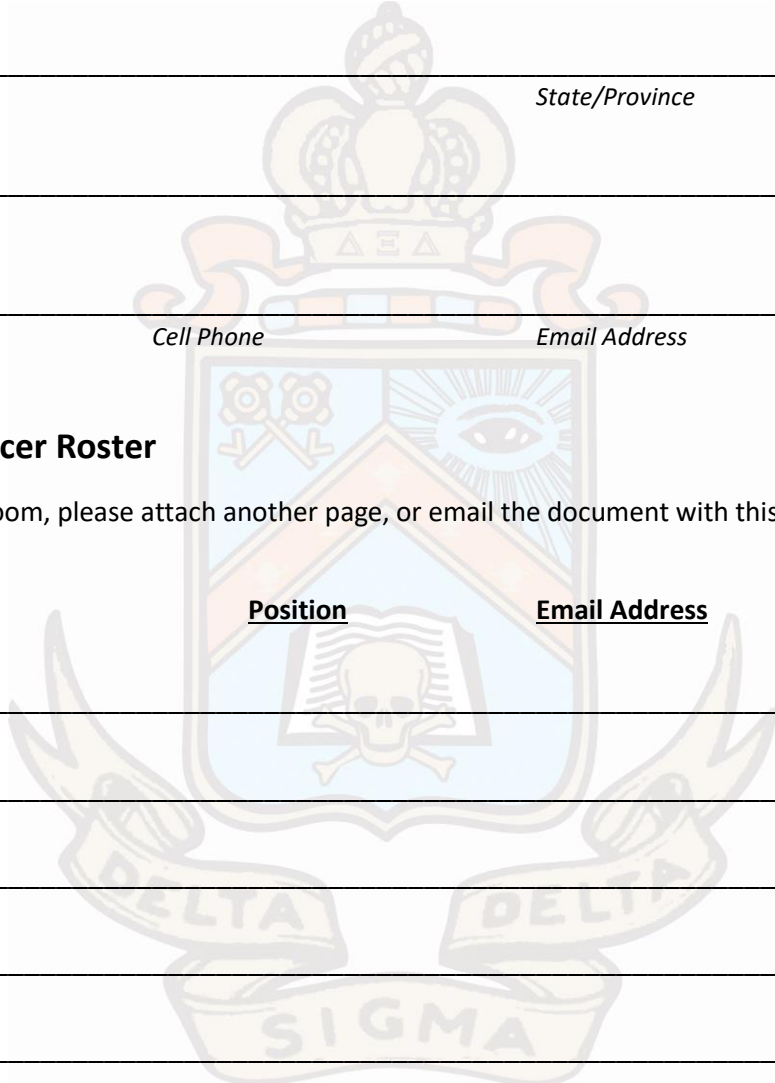 State/Province
Δ Ξ Δ
Cell Phone Email Address
cer Roster
oom, please attach another page, or email the document with this
Position Email Address
DELTA DELTA
SIGMA